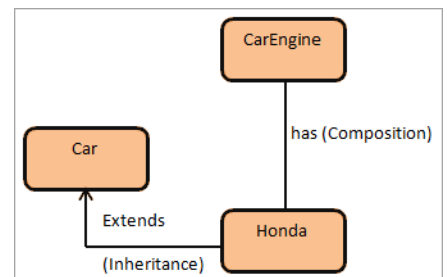 CarEngine
has (Composition)
Car
Extends
Honda
(Inheritance)